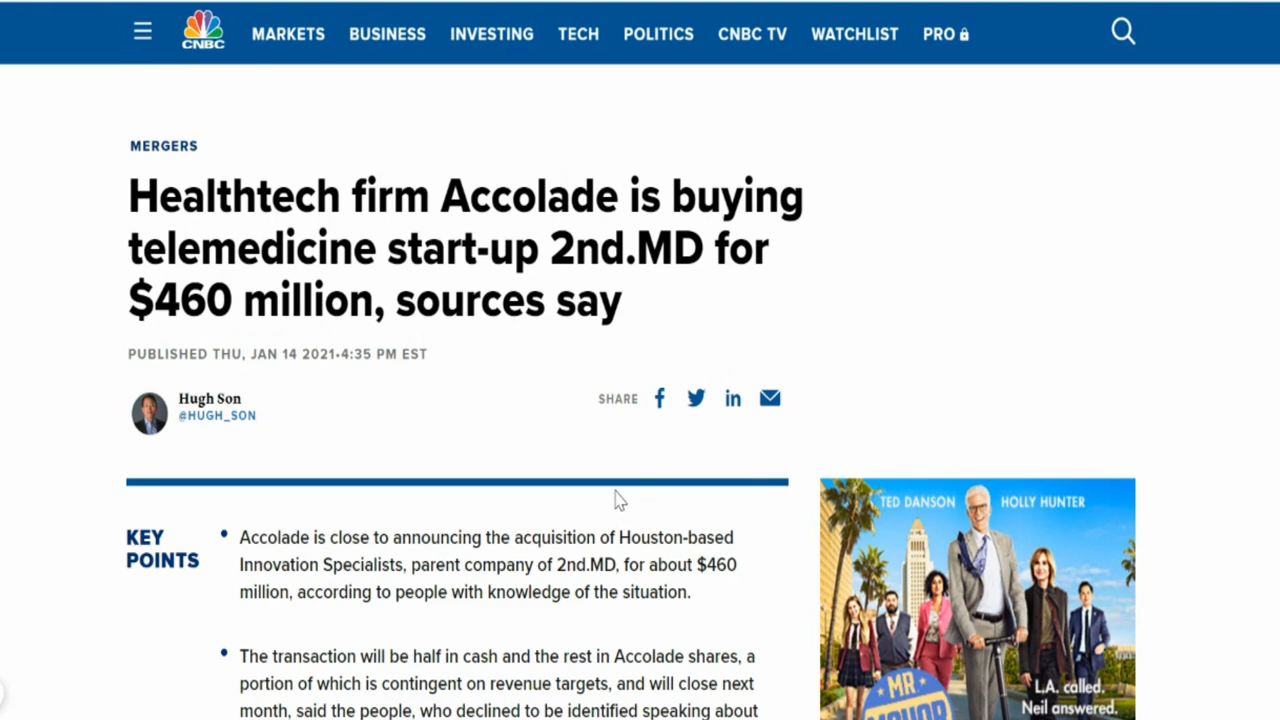 CNBC
MARKETS BUSINESS INVESTING TECH POLITICS CNBC TV WATCHLIST PRO
MERGERS
Healthtech firm Accolade is buying
telemedicine start-up 2nd.MD for
$460 million, sources say
PUBLISHED THU, JAN 14 2021•4:35 PM EST
Hugh Son
@HUGH_SON
SHARE
KEY
POINTS
Accolade is close to announcing the acquisition of Houston-based
Innovation Specialists, parent company of 2nd.MD, for about $460
million, according to people with knowledge of the situation.
The transaction will be half in cash and the rest in Accolade shares, a
portion of which is contingent on revenue targets, and will close next
month, said the people, who declined to be identified speaking about
TED DANSON HOLLY HUNTER
MR.
MAYOR
L.A. called.
Neil answered.